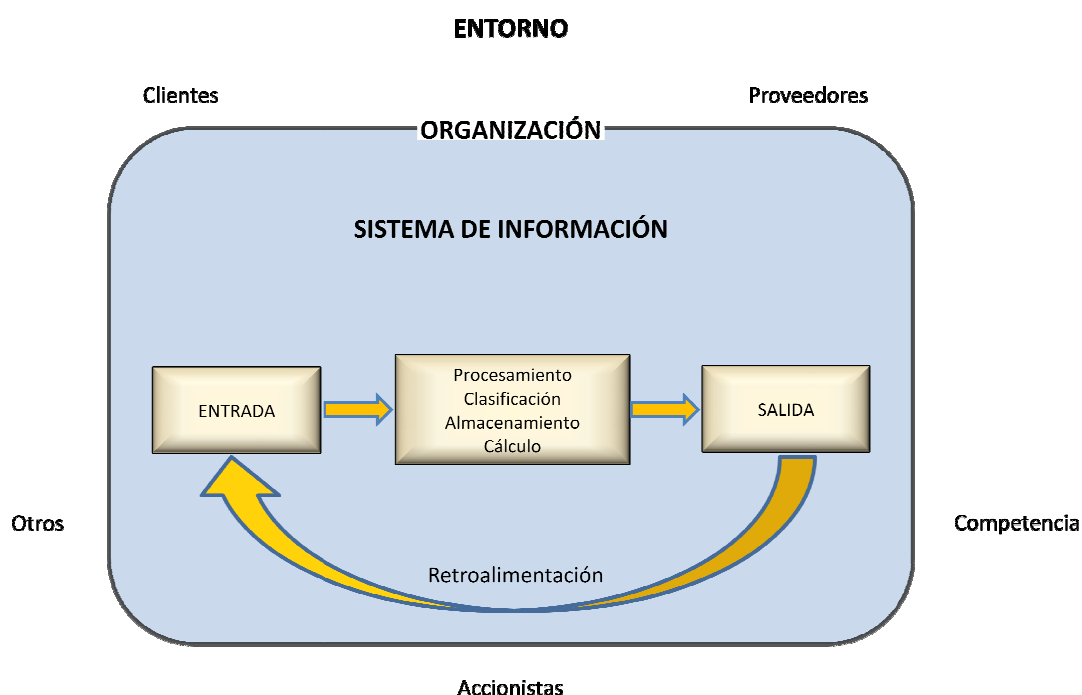 ENTORNO
Clientes
Proveedores
ORGANIZACIÓN
SISTEMA DE INFORMACIÓN
ENTRADA
Procesamiento
Clasificación
Almacenamiento
Cálculo
SALIDA
Otros
Competencia
Retroalimentación
Accionistas